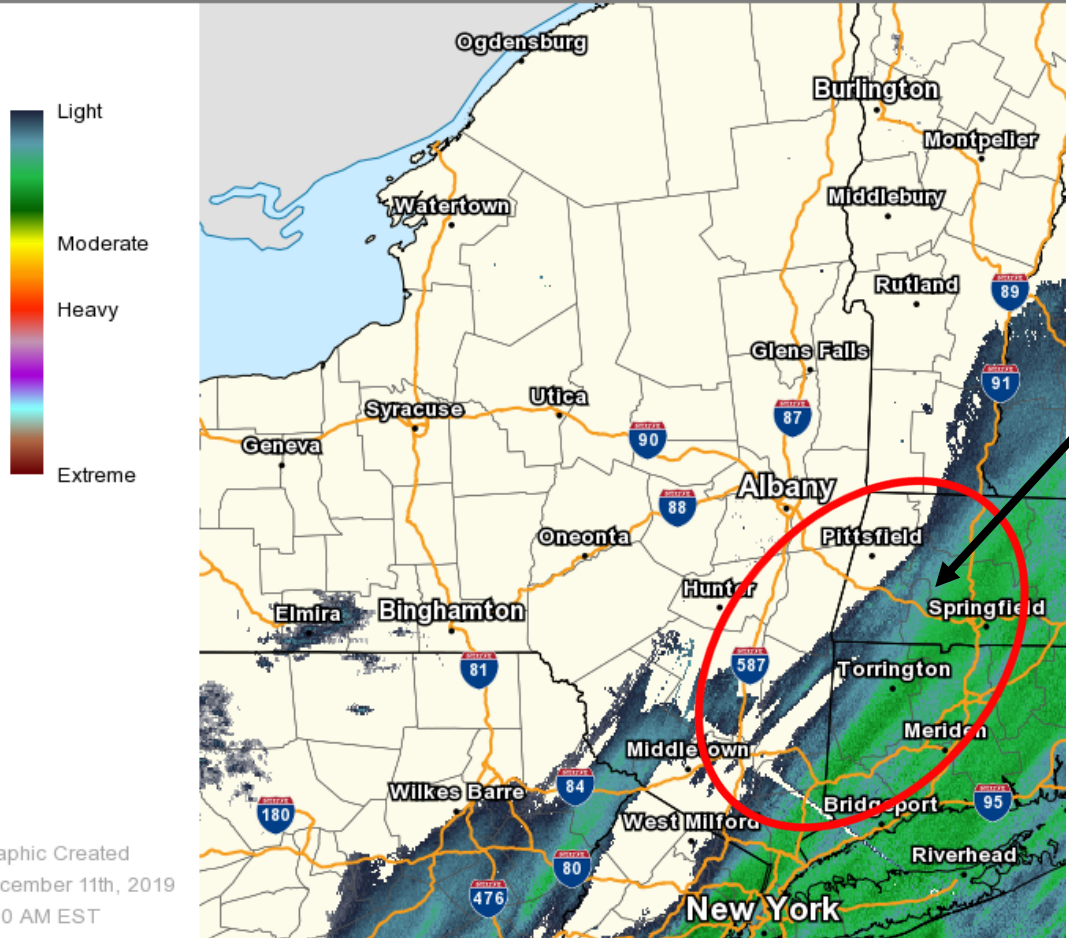 Ogdensburg
Burlington
Light
Montpelier
Watertown
Middlebury
Moderate
Rutland
89
Heavy
Glens Falls
91
Utica
Syracuse
87
Geneva
90
Extreme
Albany
88
Oneonta
Pittsfield
Hunter
Elmira
Binghamton
Springfield
81
587
Torrington
Meriden
Middletown
84
Wilkes Barre
95
Bridgeport
180
West Milford
aphic Created
Riverhead
80
cember 11th, 2019
476
New York
0 AM EST